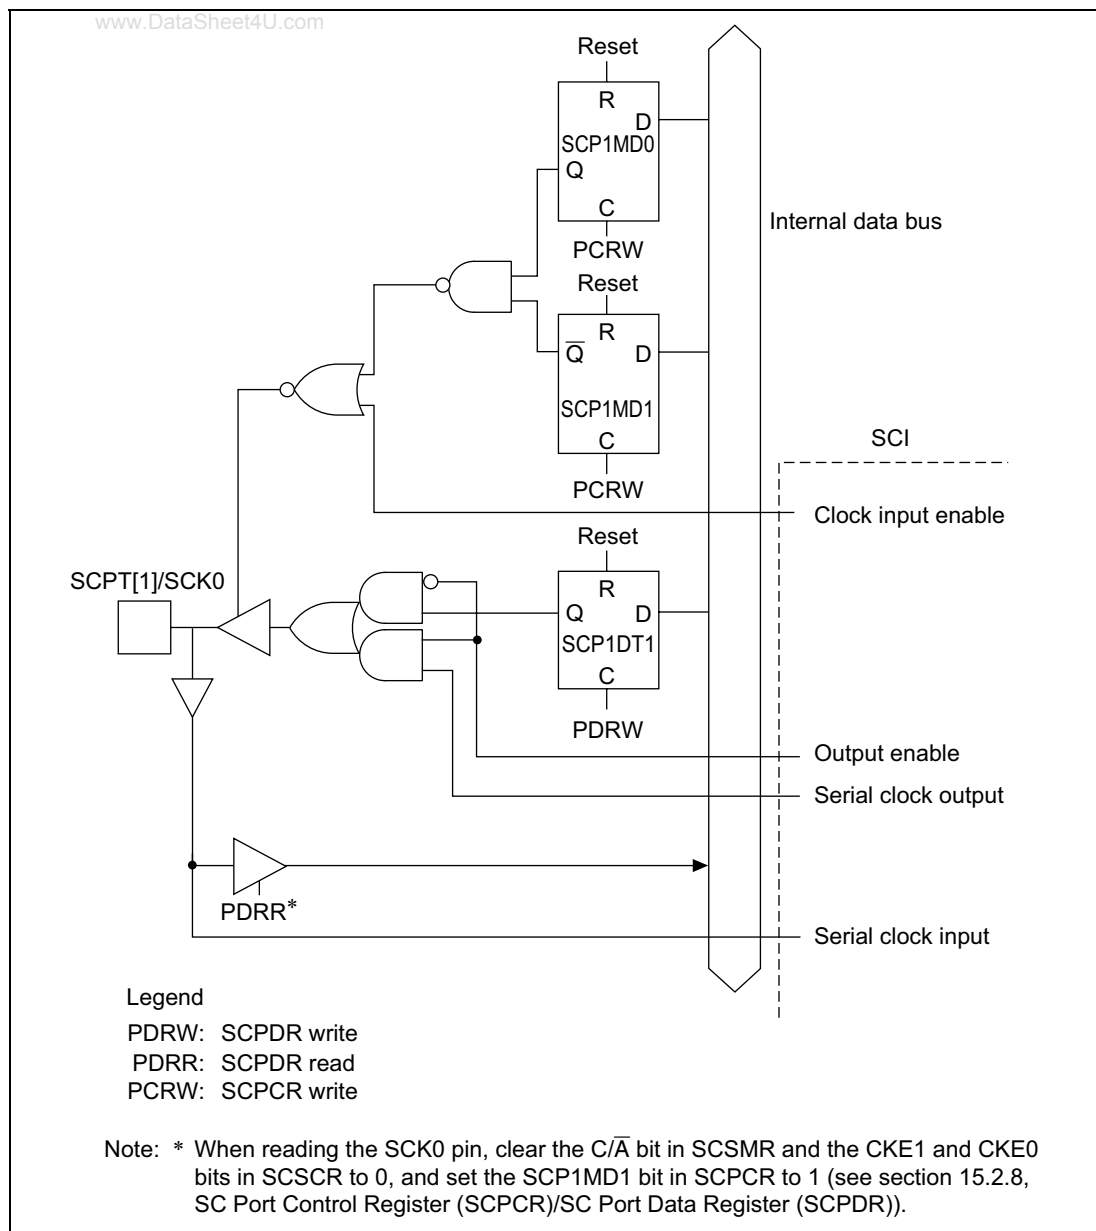 www.DataSheet4U.com
Reset
R
D
SCP1MD0
Q
C
Internal data bus
PCRW
Reset
R
Q̅
D
SCP1MD1
C
SCI
PCRW
Clock input enable
Reset
SCPT[1]/SCK0
R
Q
D
SCP1DT1
C
PDRW
Output enable
Serial clock output
PDRR*
Serial clock input
Legend
PDRW: SCPDR write
PDRR: SCPDR read
PCRW: SCPCR write
Note: * When reading the SCK0 pin, clear the C/A̅ bit in SCSMR and the CKE1 and CKE0
bits in SCSCR to 0, and set the SCP1MD1 bit in SCPCR to 1 (see section 15.2.8,
SC Port Control Register (SCPCR)/SC Port Data Register (SCPDR)).